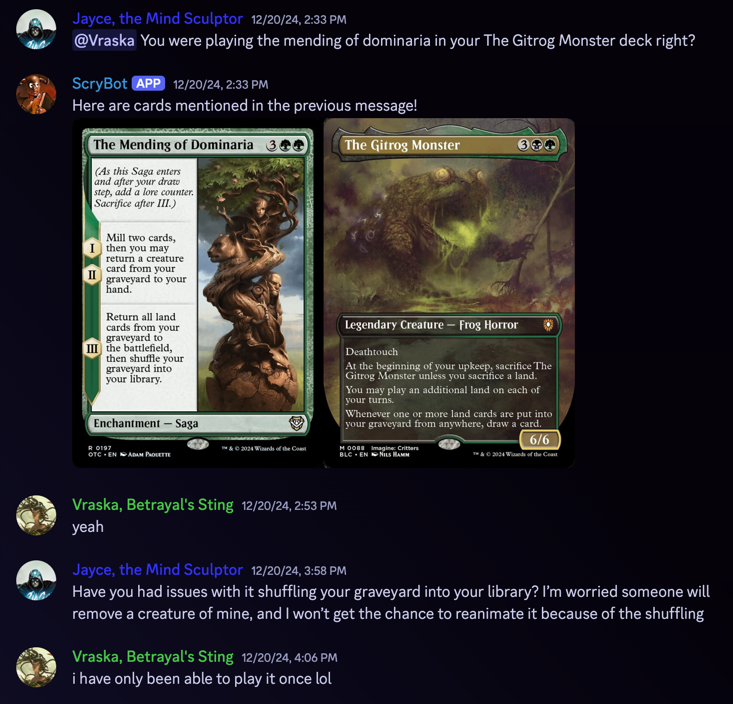 Jayce, the Mind Sculptor 12/20/24, 2:33 PM
@Vraska You were playing the mending of dominaria in your The Gitrog Monster deck right?
ScryBot APP 12/20/24, 2:33 PM
Here are cards mentioned in the previous message!
The Mending of Dominaria 3
(As this Saga enters
and after your draw
step, add a lore counter.
Sacrifice after III.)
I
II
Mill two cards,
then you may
return a creature
card from your
graveyard to your
hand.
III
Return all land
cards from your
graveyard to
the battlefield,
then shuffle your
graveyard into
your library.
Enchantment — Saga
R 0197
OTC • EN Adam Paquette
™ & © 2024 Wizards of the Coast
The Gitrog Monster 3
Legendary Creature — Frog Horror
Deathtouch
At the beginning of your upkeep, sacrifice The
Gitrog Monster unless you sacrifice a land.
You may play an additional land on each of
your turns.
Whenever one or more land cards are put into
your graveyard from anywhere, draw a card.
6/6
M 0088 Imagine: Critters
BLC • EN Nils Hamm
™ & © 2024 Wizards of the Coast
Vraska, Betrayal's Sting 12/20/24, 2:53 PM
yeah
Jayce, the Mind Sculptor 12/20/24, 3:58 PM
Have you had issues with it shuffling your graveyard into your library? I'm worried someone will
remove a creature of mine, and I won't get the chance to reanimate it because of the shuffling
Vraska, Betrayal's Sting 12/20/24, 4:06 PM
i have only been able to play it once lol